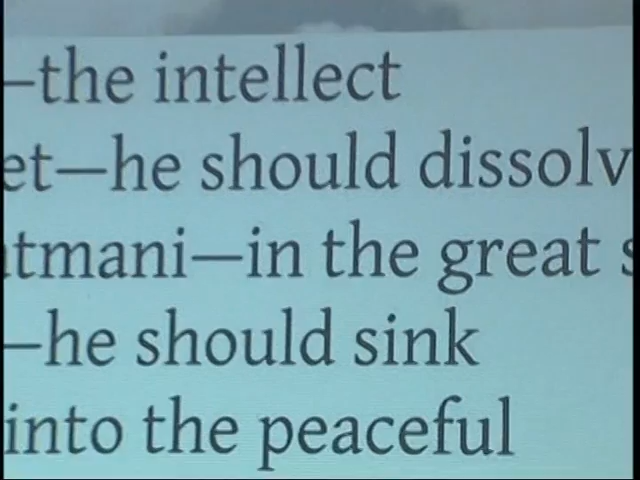 —the intellect
et—he should dissolv
tmani—in the great s
—he should sink
into the peaceful